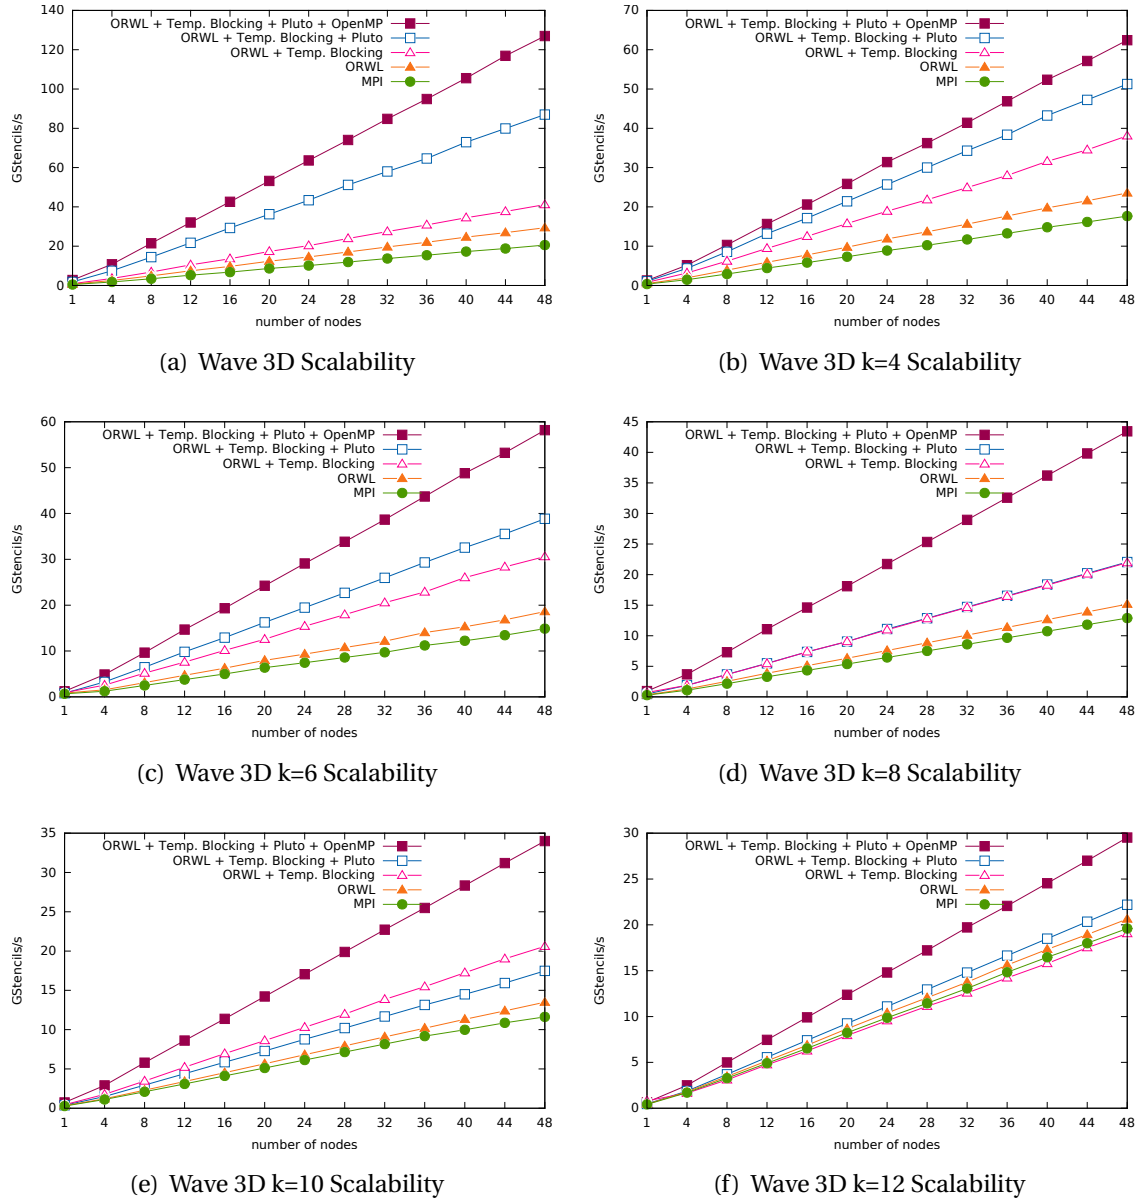 140
120
100
80
60
40
20
0
GStencils/s
ORWL + Temp. Blocking + Pluto + OpenMP
ORWL + Temp. Blocking + Pluto
ORWL + Temp. Blocking
ORWL
MPI
1 4 8 12 16 20 24 28 32 36 40 44 48
number of nodes
(a) Wave 3D Scalability
70
60
50
40
30
20
10
0
GStencils/s
ORWL + Temp. Blocking + Pluto + OpenMP
ORWL + Temp. Blocking + Pluto
ORWL + Temp. Blocking
ORWL
MPI
1 4 8 12 16 20 24 28 32 36 40 44 48
number of nodes
(b) Wave 3D k=4 Scalability
60
50
40
30
20
10
0
GStencils/s
ORWL + Temp. Blocking + Pluto + OpenMP
ORWL + Temp. Blocking + Pluto
ORWL + Temp. Blocking
ORWL
MPI
1 4 8 12 16 20 24 28 32 36 40 44 48
number of nodes
(c) Wave 3D k=6 Scalability
45
40
35
30
25
20
15
10
5
0
GStencils/s
ORWL + Temp. Blocking + Pluto + OpenMP
ORWL + Temp. Blocking + Pluto
ORWL + Temp. Blocking
ORWL
MPI
1 4 8 12 16 20 24 28 32 36 40 44 48
number of nodes
(d) Wave 3D k=8 Scalability
35
30
25
20
15
10
5
0
GStencils/s
ORWL + Temp. Blocking + Pluto + OpenMP
ORWL + Temp. Blocking + Pluto
ORWL + Temp. Blocking
ORWL
MPI
1 4 8 12 16 20 24 28 32 36 40 44 48
number of nodes
(e) Wave 3D k=10 Scalability
30
25
20
15
10
5
0
GStencils/s
ORWL + Temp. Blocking + Pluto + OpenMP
ORWL + Temp. Blocking + Pluto
ORWL + Temp. Blocking
ORWL
MPI
1 4 8 12 16 20 24 28 32 36 40 44 48
number of nodes
(f) Wave 3D k=12 Scalability